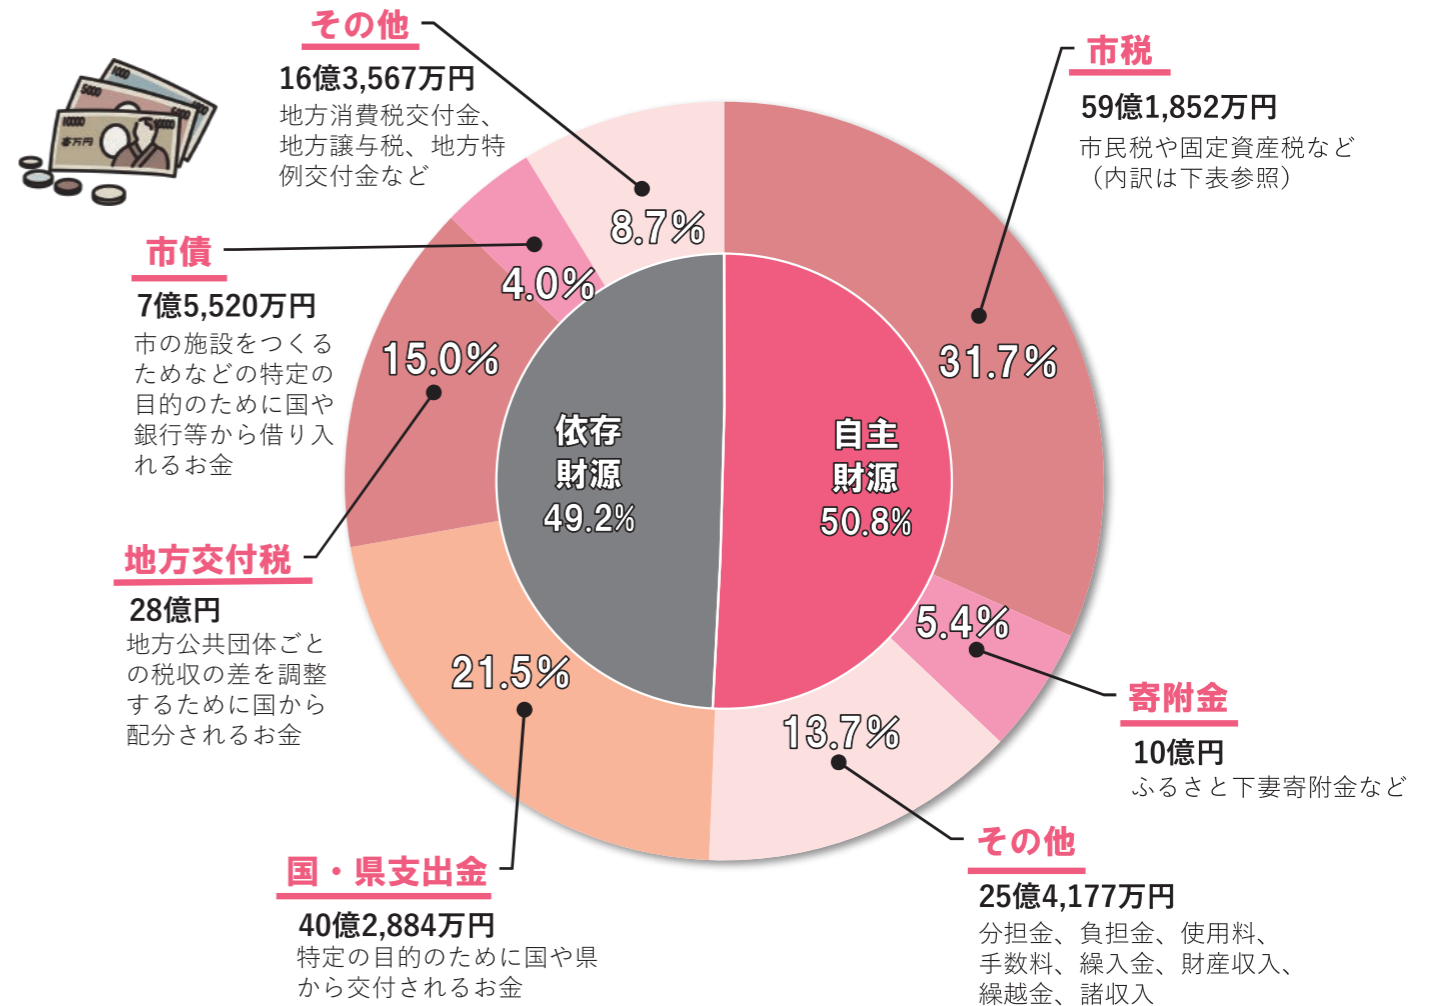 その他
16億3,567万円
地方消費税交付金、
地方譲与税、地方特
例交付金など
市税
59億1,852万円
市民税や固定資産税など
（内訳は下表参照）
1000
5000
5000
10000
10000
壱万円
8.7%
市債
7億5,520万円
市の施設をつくる
ためなどの特定の
目的のために国や
銀行等から借り入
れるお金
4.0%
15.0%
31.7%
依存
財源
49.2%
自主
財源
50.8%
地方交付税
28億円
地方公共団体ごと
の税収の差を調整
するために国から
配分されるお金
5.4%
21.5%
13.7%
寄附金
10億円
ふるさと下妻寄附金など
国・県支出金
40億2,884万円
特定の目的のために国や県
から交付されるお金
その他
25億4,177万円
分担金、負担金、使用料、
手数料、繰入金、財産収入、
繰越金、諸収入